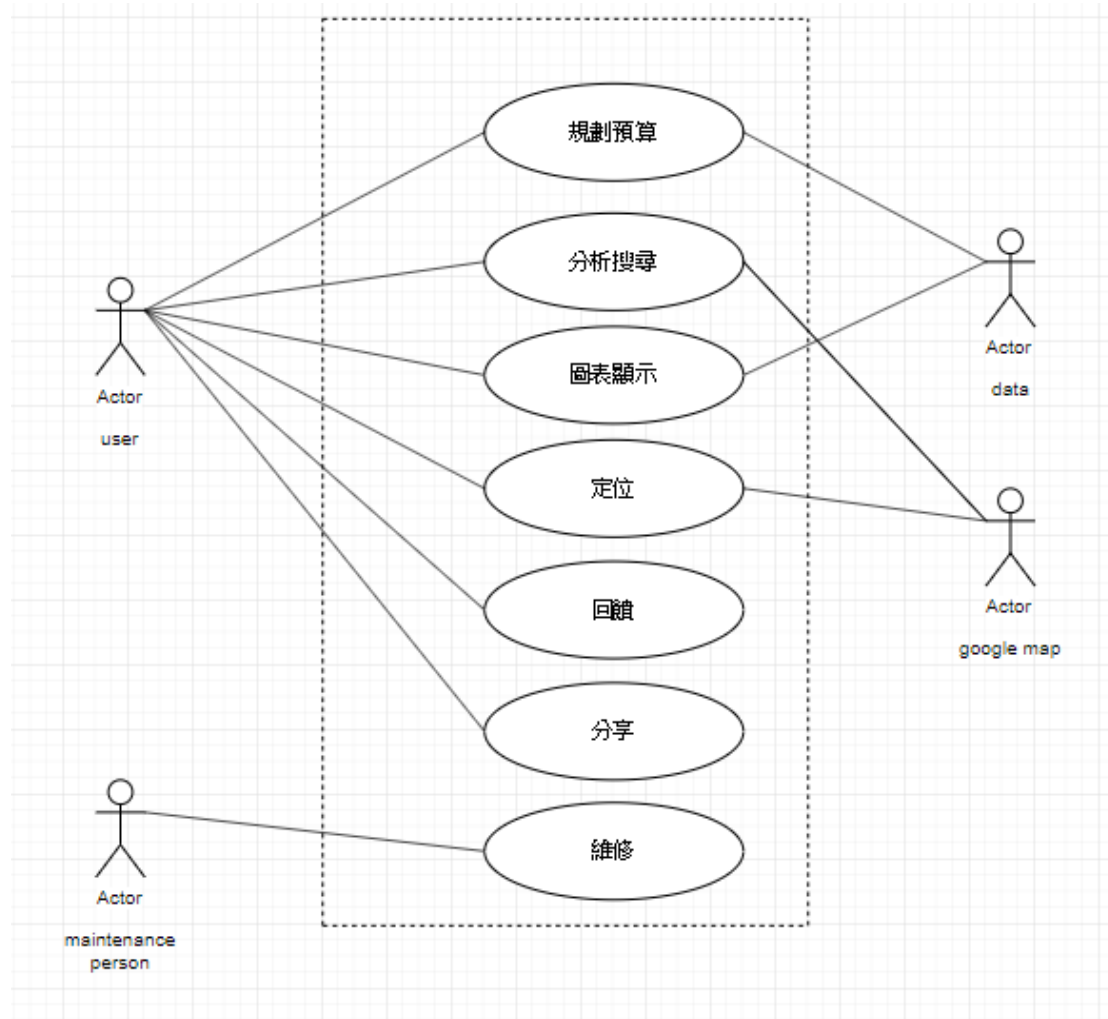 規劃預算
分析搜尋
圖表顯示
定位
回饋
分享
維修
Actor
user
Actor
maintenance
person
Actor
data
Actor
google map